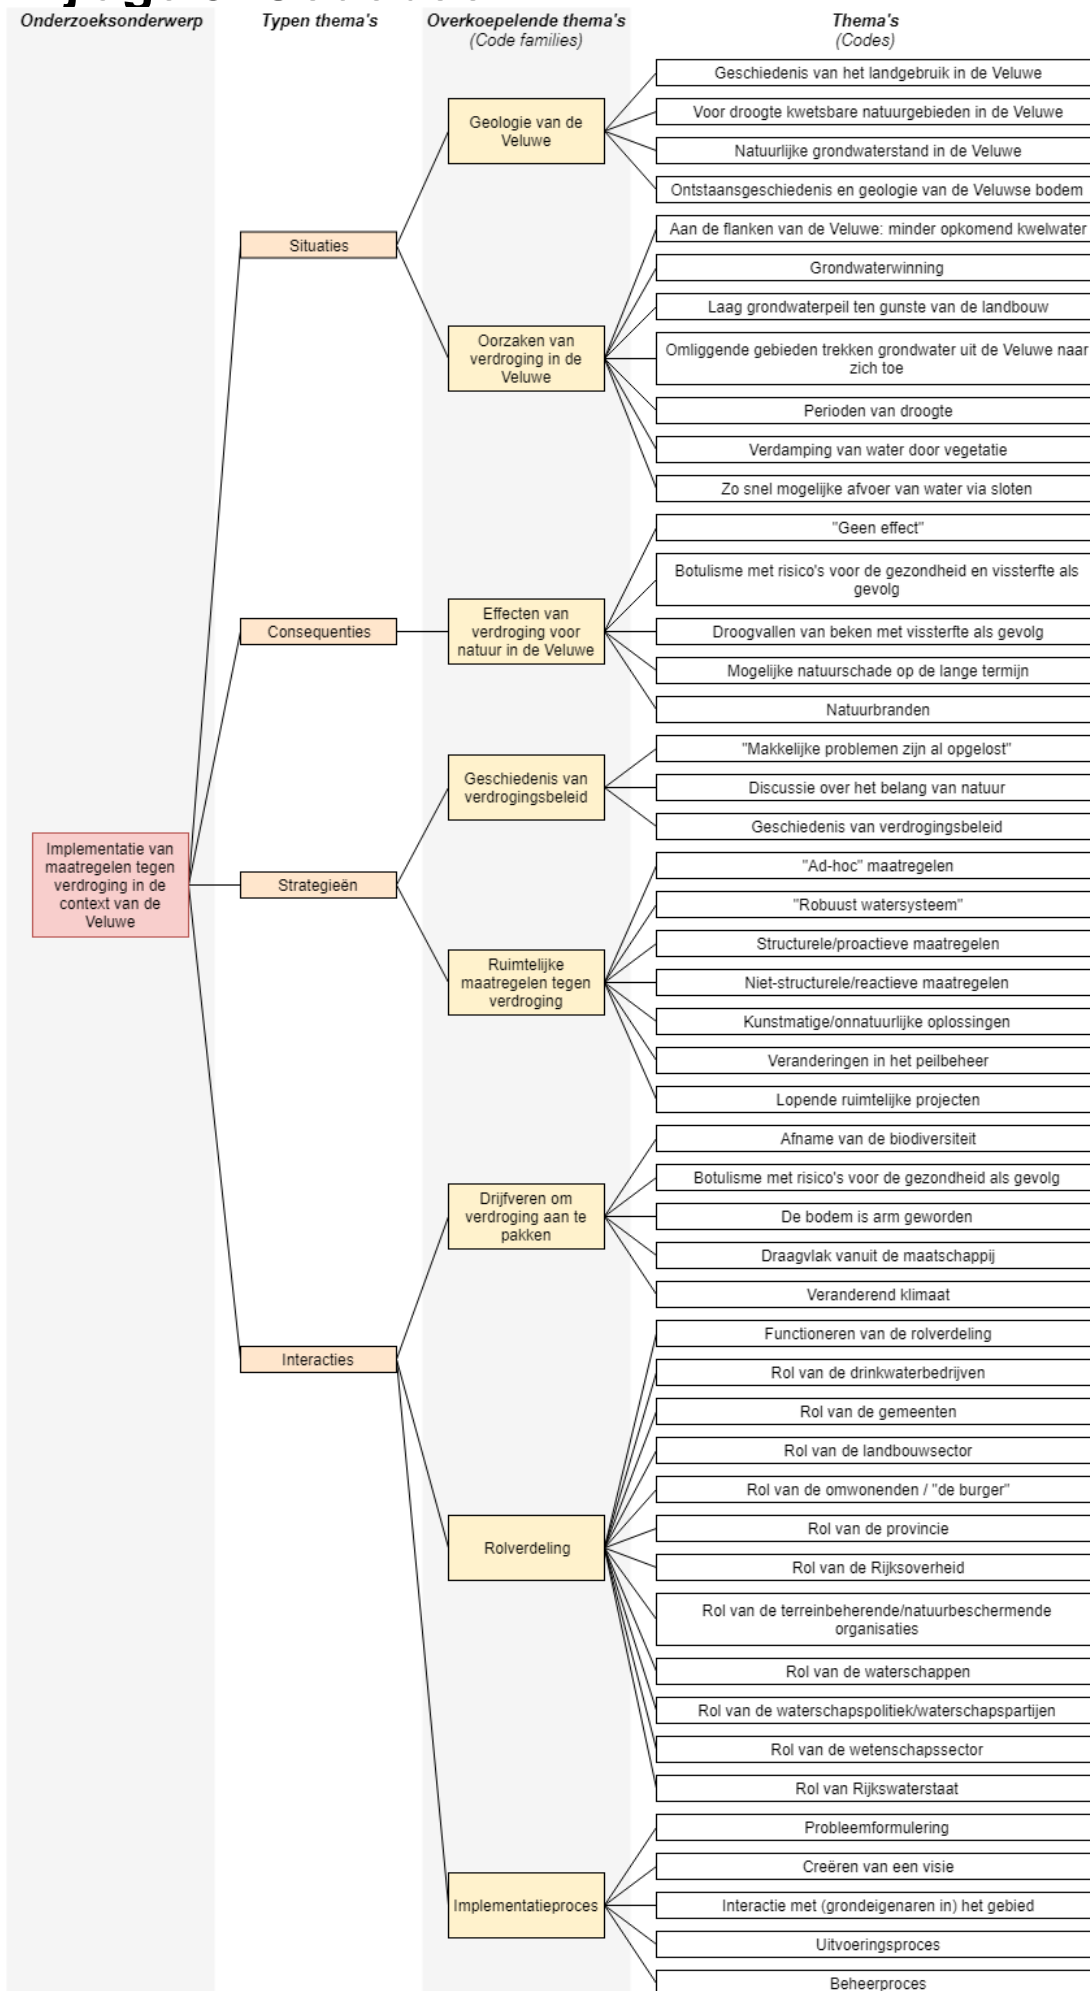 Onderzoeksonderwerp
Typen thema's
Overkoepelende thema's
(Code families)
Thema's
(Codes)
Implementatie van
maatregelen tegen
verdroging in de
context van de
Veluwe
Situaties
Geologie van de
Veluwe
Geschiedenis van het landgebruik in de Veluwe
Voor droogte kwetsbare natuurgebieden in de Veluwe
Natuurlijke grondwaterstand in de Veluwe
Ontstaansgeschiedenis en geologie van de Veluwse bodem
Oorzaken van
verdroging in de
Veluwe
Aan de flanken van de Veluwe: minder opkomend kwelwater
Grondwaterwinning
Laag grondwaterpeil ten gunste van de landbouw
Omliggende gebieden trekken grondwater uit de Veluwe naar
zich toe
Perioden van droogte
Verdamping van water door vegetatie
Zo snel mogelijke afvoer van water via sloten
Consequenties
Effecten van
verdroging voor
natuur in de Veluwe
"Geen effect"
Botulisme met risico's voor de gezondheid en vissterfte als
gevolg
Droogvallen van beken met vissterfte als gevolg
Mogelijke natuurschade op de lange termijn
Natuurbranden
Strategieën
Geschiedenis van
verdrogingsbeleid
"Makkelijke problemen zijn al opgelost"
Discussie over het belang van natuur
Geschiedenis van verdrogingsbeleid
Ruimtelijke
maatregelen tegen
verdroging
"Ad-hoc" maatregelen
"Robuust watersysteem"
Structurele/proactieve maatregelen
Niet-structurele/reactieve maatregelen
Kunstmatige/onnatuurlijke oplossingen
Veranderingen in het peilbeheer
Lopende ruimtelijke projecten
Interacties
Drijfveren om
verdroging aan te
pakken
Afname van de biodiversiteit
Botulisme met risico's voor de gezondheid als gevolg
De bodem is arm geworden
Draagvlak vanuit de maatschappij
Veranderend klimaat
Rolverdeling
Functioneren van de rolverdeling
Rol van de drinkwaterbedrijven
Rol van de gemeenten
Rol van de landbouwsector
Rol van de omwonenden / "de burger"
Rol van de provincie
Rol van de Rijksoverheid
Rol van de terreinbeherende/natuurbeschermende
organisaties
Rol van de waterschappen
Rol van de waterschapspolitiek/waterschapspartijen
Rol van de wetenschapssector
Rol van Rijkswaterstaat
Implementatieproces
Probleemformulering
Creëren van een visie
Interactie met (grondeigenaren in) het gebied
Uitvoeringsproces
Beheerproces